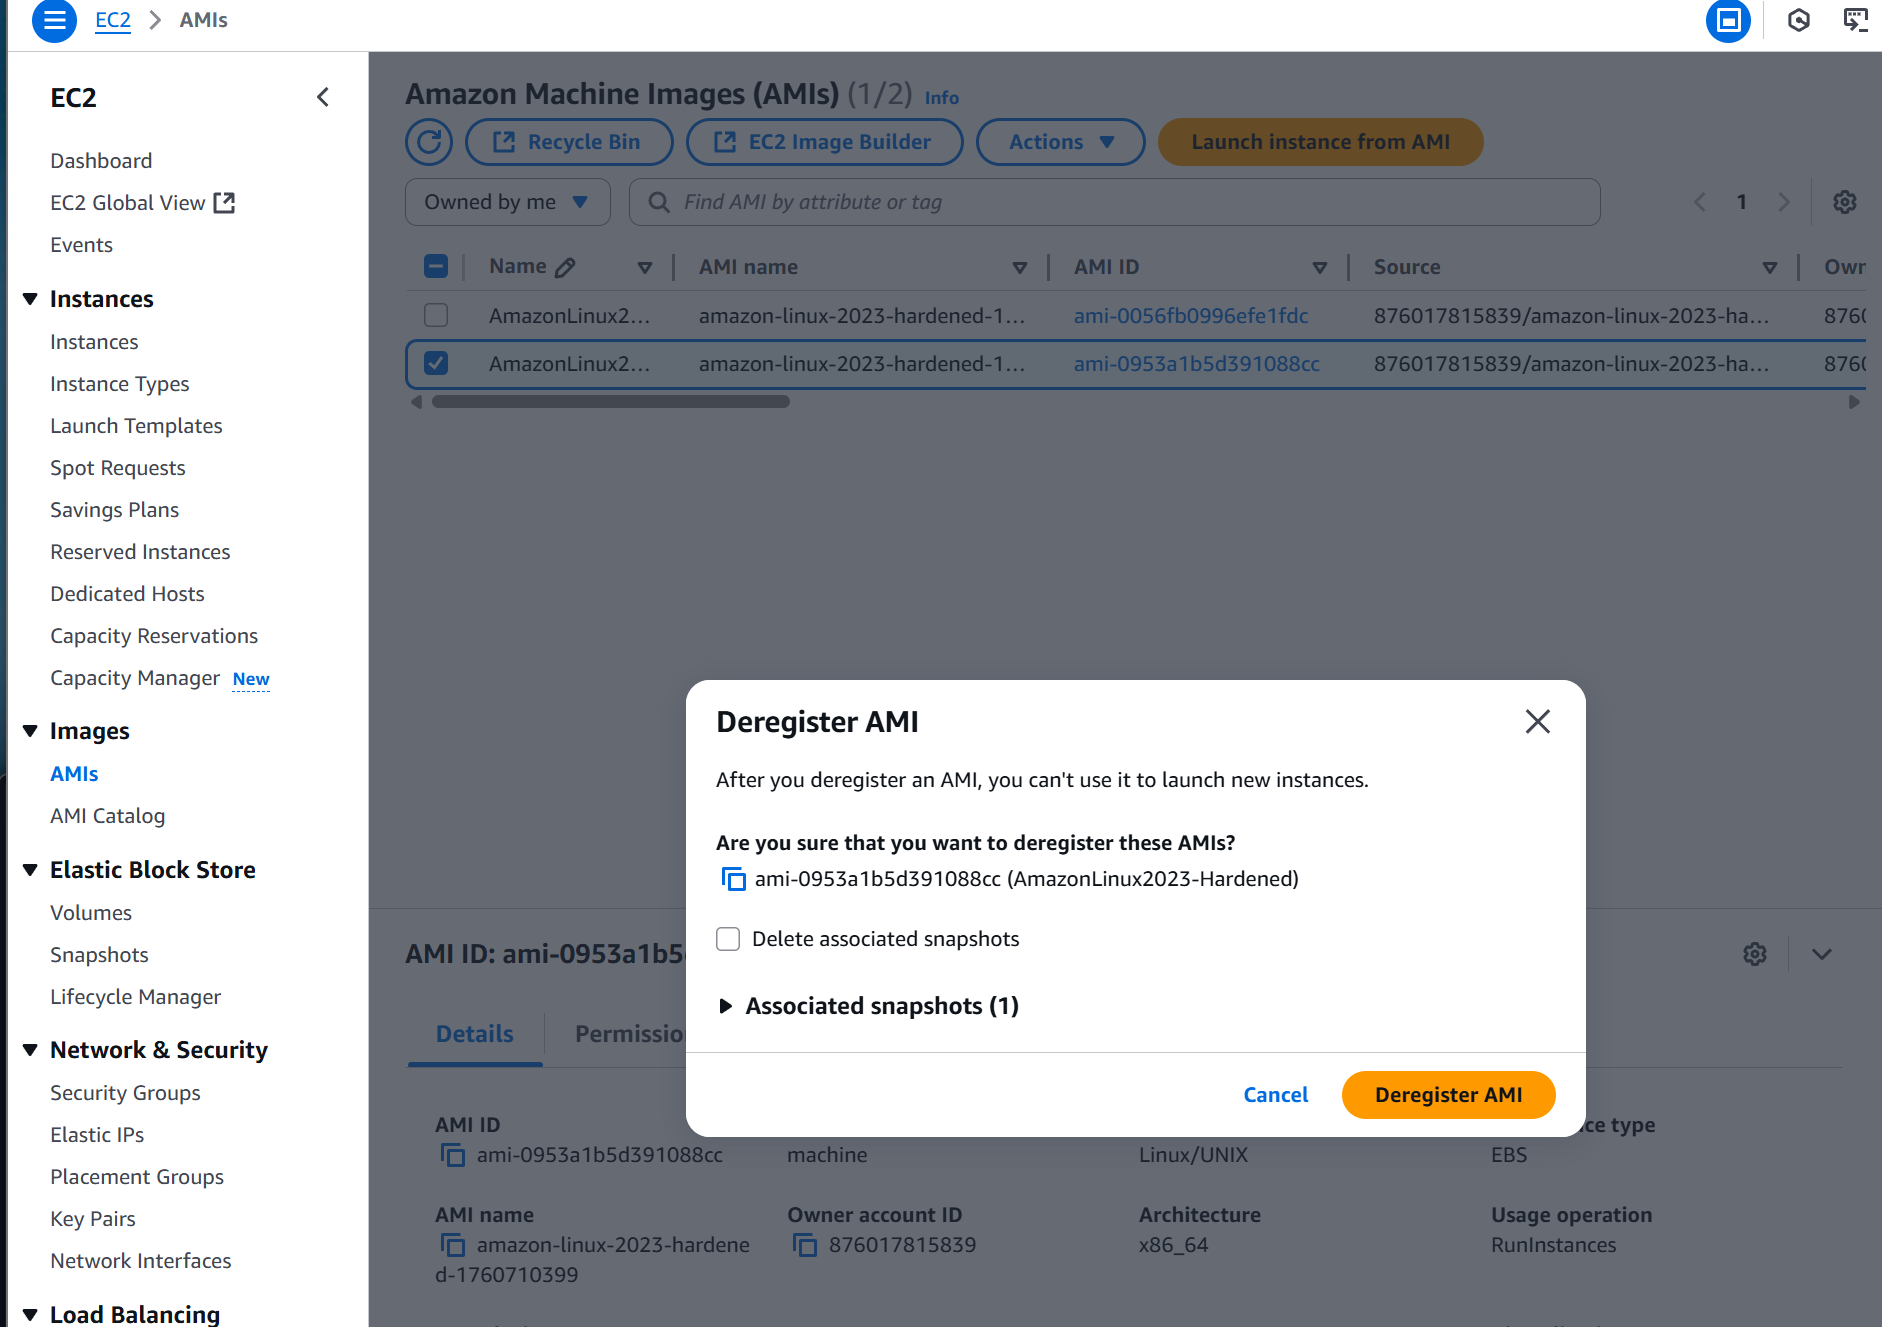 EC2 > AMIs
EC2
Dashboard
EC2 Global View
Events
Instances
Instances
Instance Types
Launch Templates
Spot Requests
Savings Plans
Reserved Instances
Dedicated Hosts
Capacity Reservations
Capacity Manager New
Images
AMIs
AMI Catalog
Elastic Block Store
Volumes
Snapshots
Lifecycle Manager
Network & Security
Security Groups
Elastic IPs
Placement Groups
Key Pairs
Network Interfaces
Load Balancing
Amazon Machine Images (AMIs) (1/2) Info
Recycle Bin EC2 Image Builder Actions Launch instance from AMI
Owned by me Find AMI by attribute or tag 1
Name AMI name AMI ID Source Own
AmazonLinux2... amazon-linux-2023-hardened-1... ami-0056fb0996efe1fdc 876017815839/amazon-linux-2023-ha... 8760
AmazonLinux2... amazon-linux-2023-hardened-1... ami-0953a1b5d391088cc 876017815839/amazon-linux-2023-ha... 8760
Deregister AMI
After you deregister an AMI, you can't use it to launch new instances.
Are you sure that you want to deregister these AMIs?
ami-0953a1b5d391088cc (AmazonLinux2023-Hardened)
Delete associated snapshots
Associated snapshots (1)
Cancel Deregister AMI
AMI ID: ami-0953a1b5
Details Permissio
AMI ID ce type
ami-0953a1b5d391088cc machine Linux/UNIX EBS
AMI name Owner account ID Architecture Usage operation
amazon-linux-2023-hardene 876017815839 x86_64 RunInstances
d-1760710399